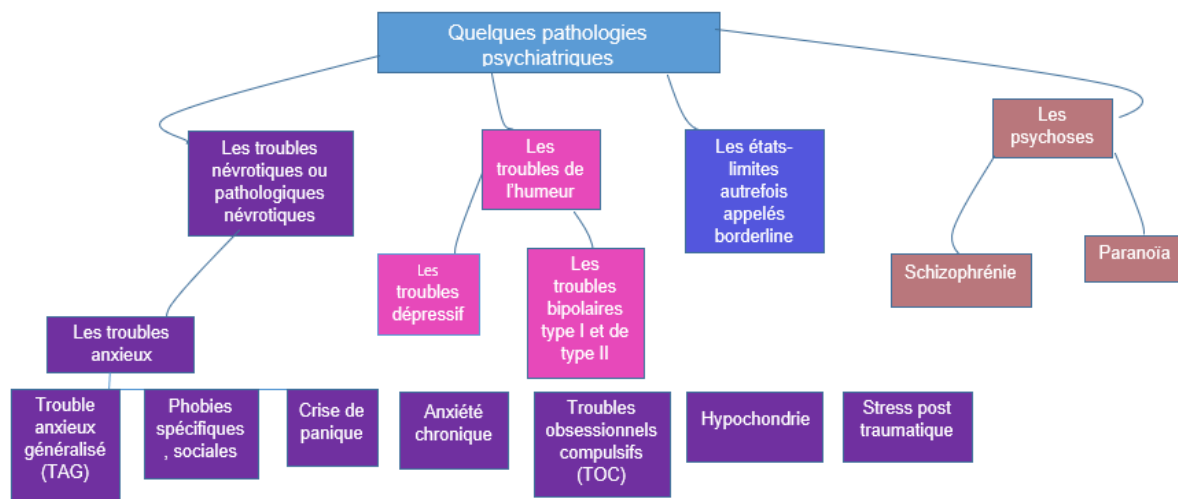 Quelques pathologies
psychiatriques
Les troubles
névrotiques ou
pathologiques
névrotiques
Les
troubles de
l'humeur
Les états-
limites
autrefois
appelés
borderline
Les
psychoses
Les
troubles
dépressif
Les
troubles
bipolaires
type I et de
type II
Schizophrénie
Paranoïa
Les troubles
anxieux
Trouble
anxieux
généralisé
(TAG)
Phobies
spécifiques
, sociales
Crise de
panique
Anxiété
chronique
Troubles
obsessionnels
compulsifs
(TOC)
Hypochondrie
Stress post
traumatique